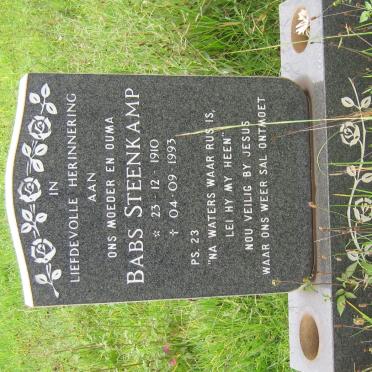 IN
LIEFDEVOLLE HERINNERING
AAN
ONS MOEDER EN OUMA
BABS STEENKAMP
☆ 23 - 12 - 1910
† 04 - 09 - 1993
PS. 23
"NA WATERS WAAR RUS IS,
LEI HY MY HEEN"
NOU VEILIG BY JESUS
WAAR ONS WEER SAL ONTMOET